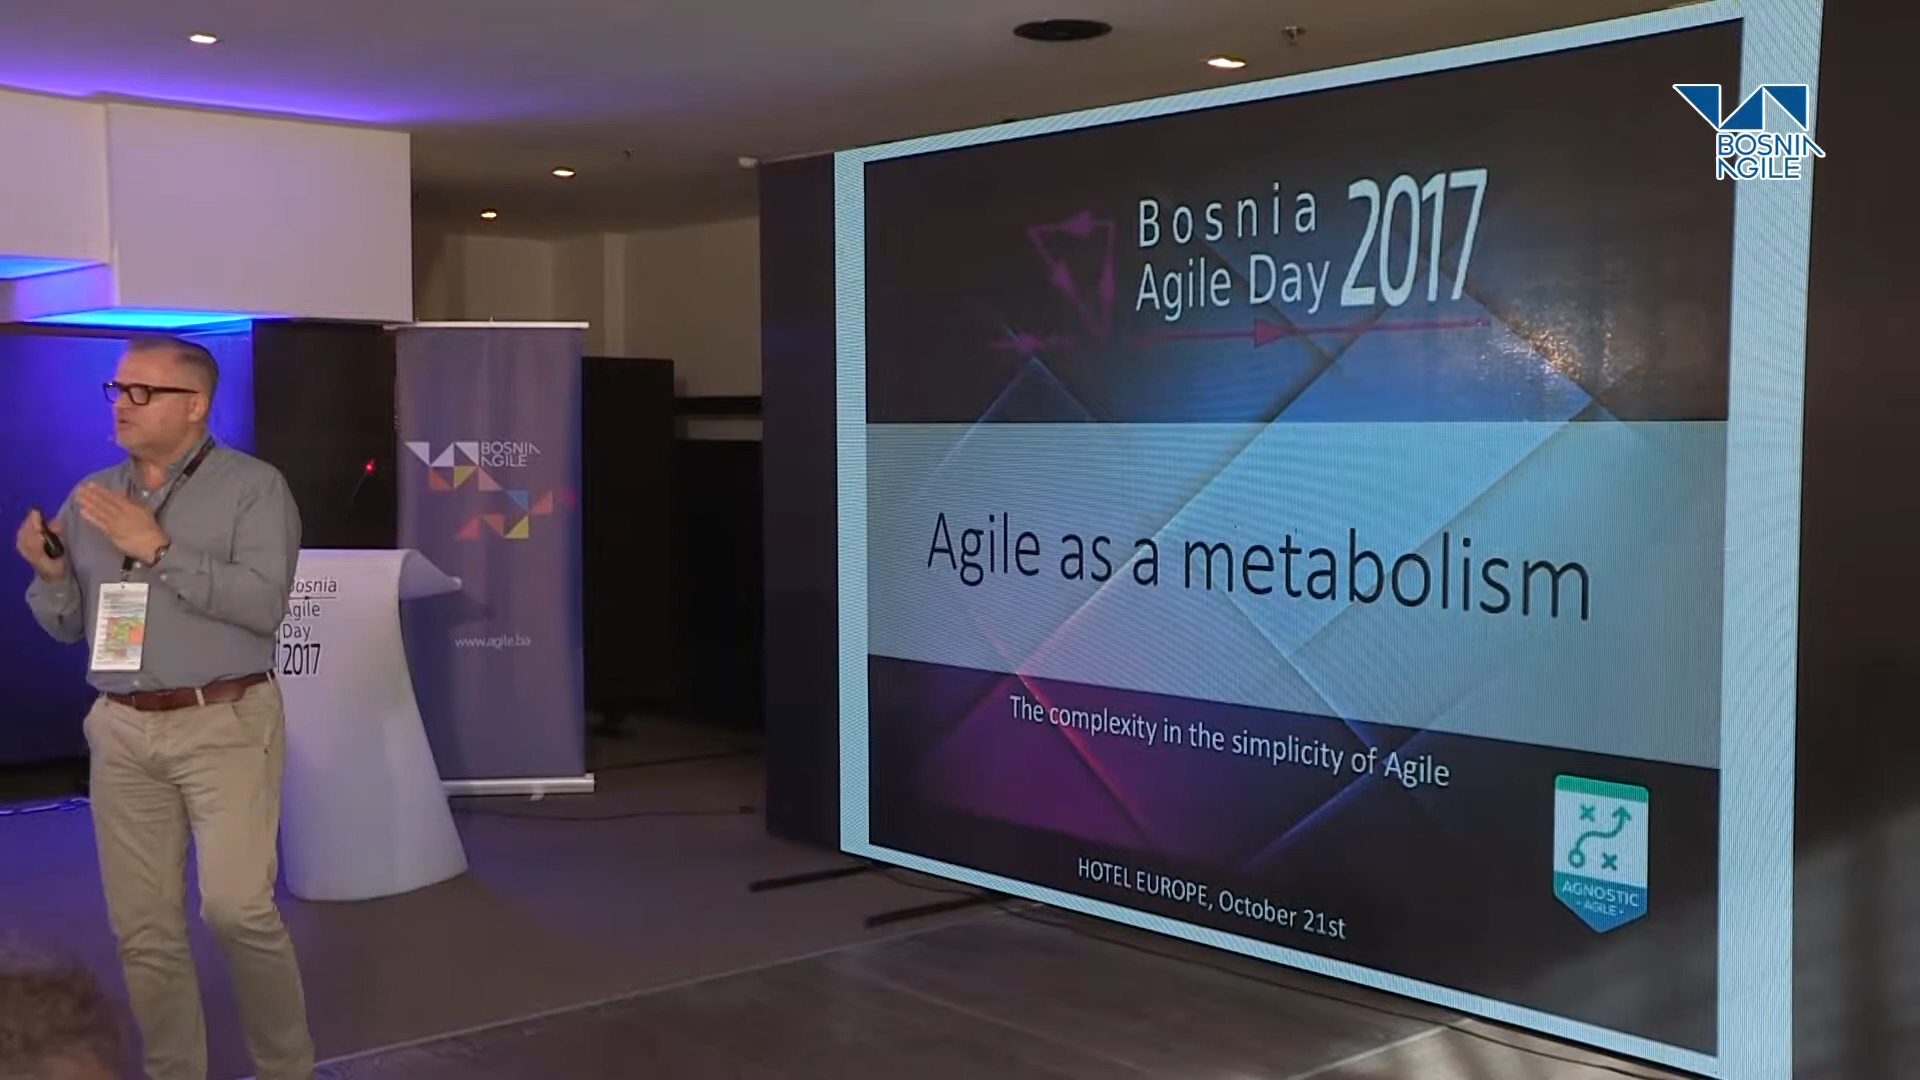 BOSNIA
AGILE
Bosnia
Agile Day 2017
Agile as a metabolism
The complexity in the simplicity of Agile
HOTEL EUROPE, October 21st
AGNOSTIC
- AGILE -
BOSNIA
AGILE
www.agile.ba
Bosnia
Agile
Day
2017